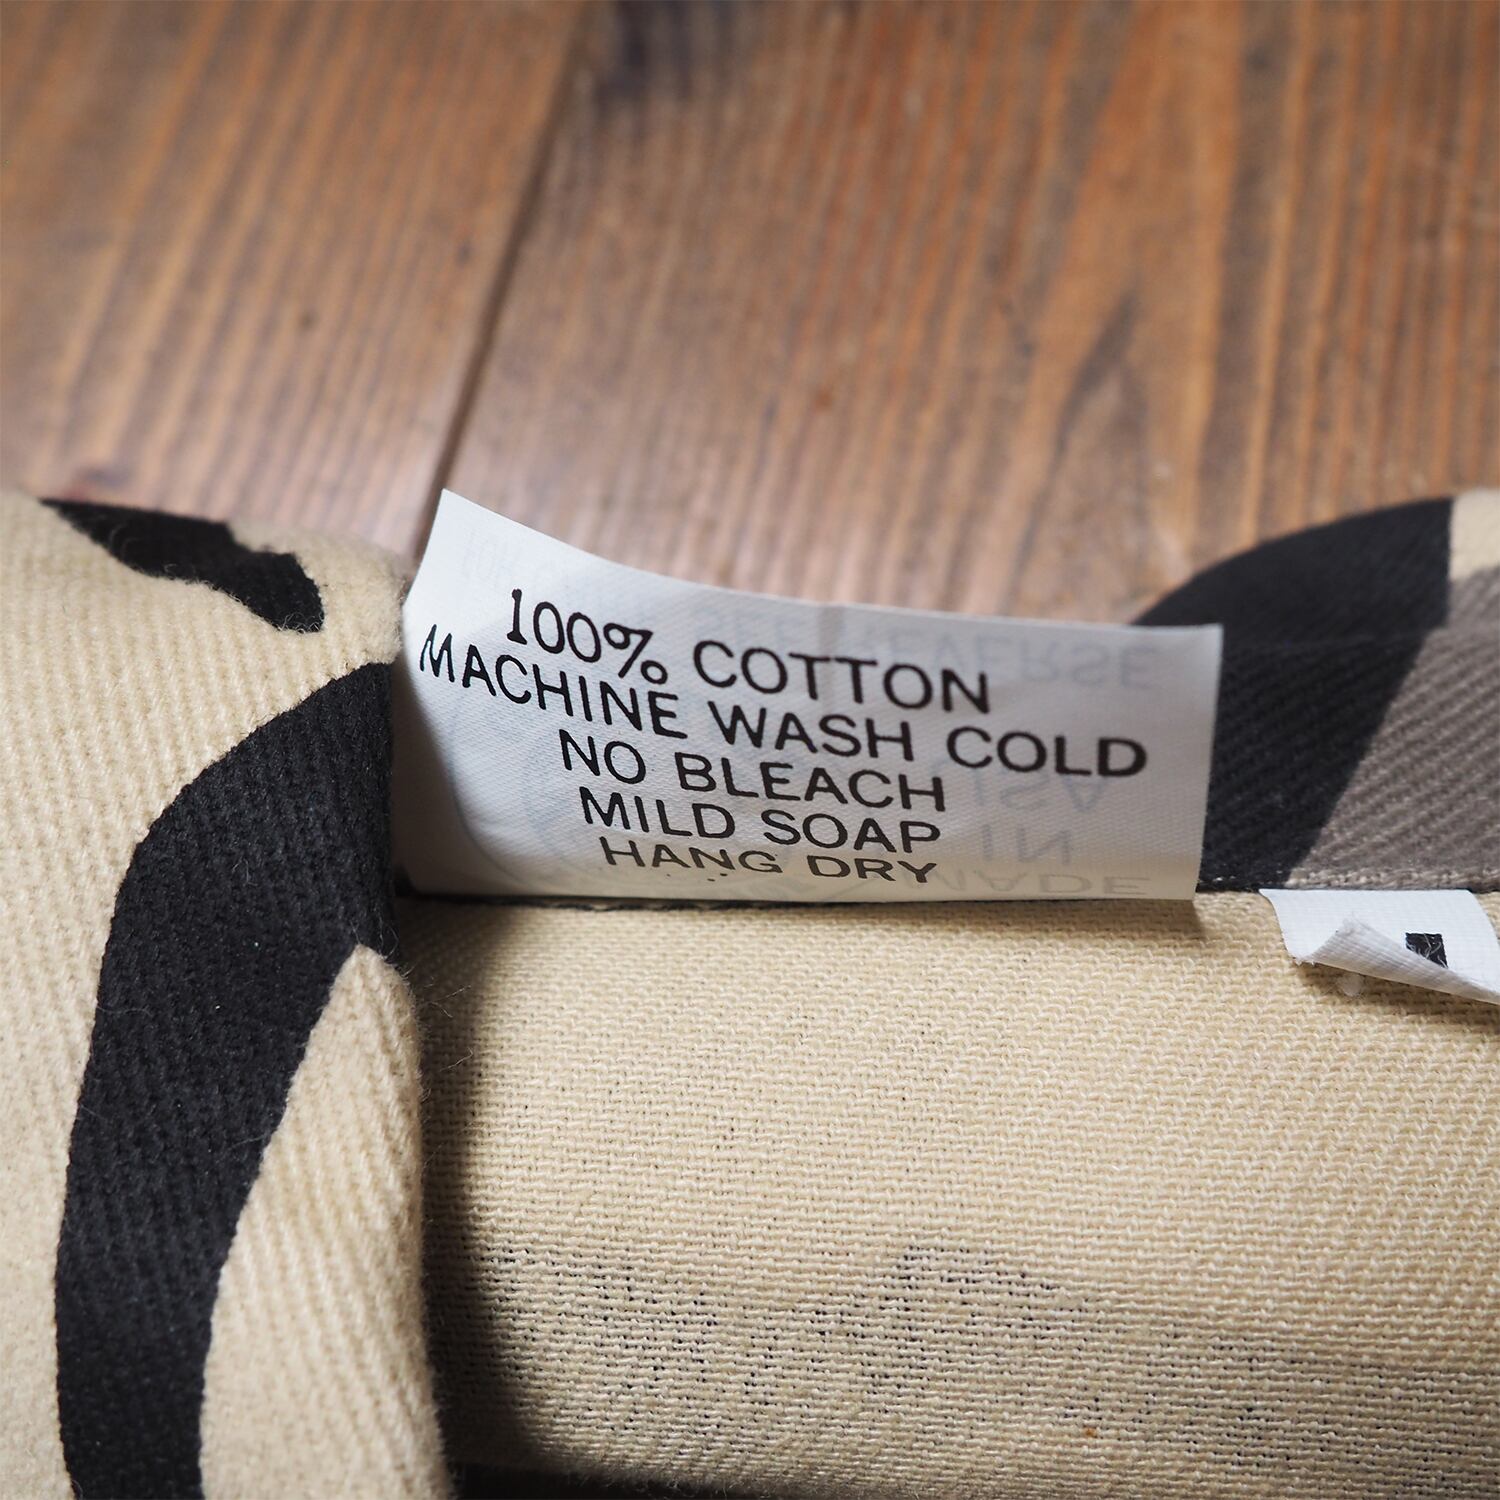 100% COTTON
MACHINE WASH COLD
NO BLEACH
MILD SOAP
HANG DRY